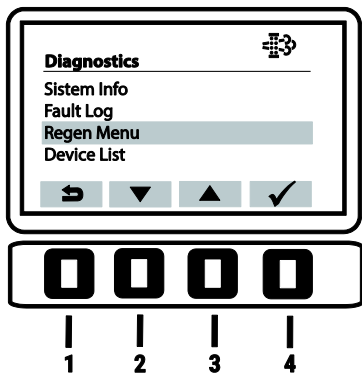 Diagnostics
Sistem Info
Fault Log
Regen Menu
Device List
1 2 3 4